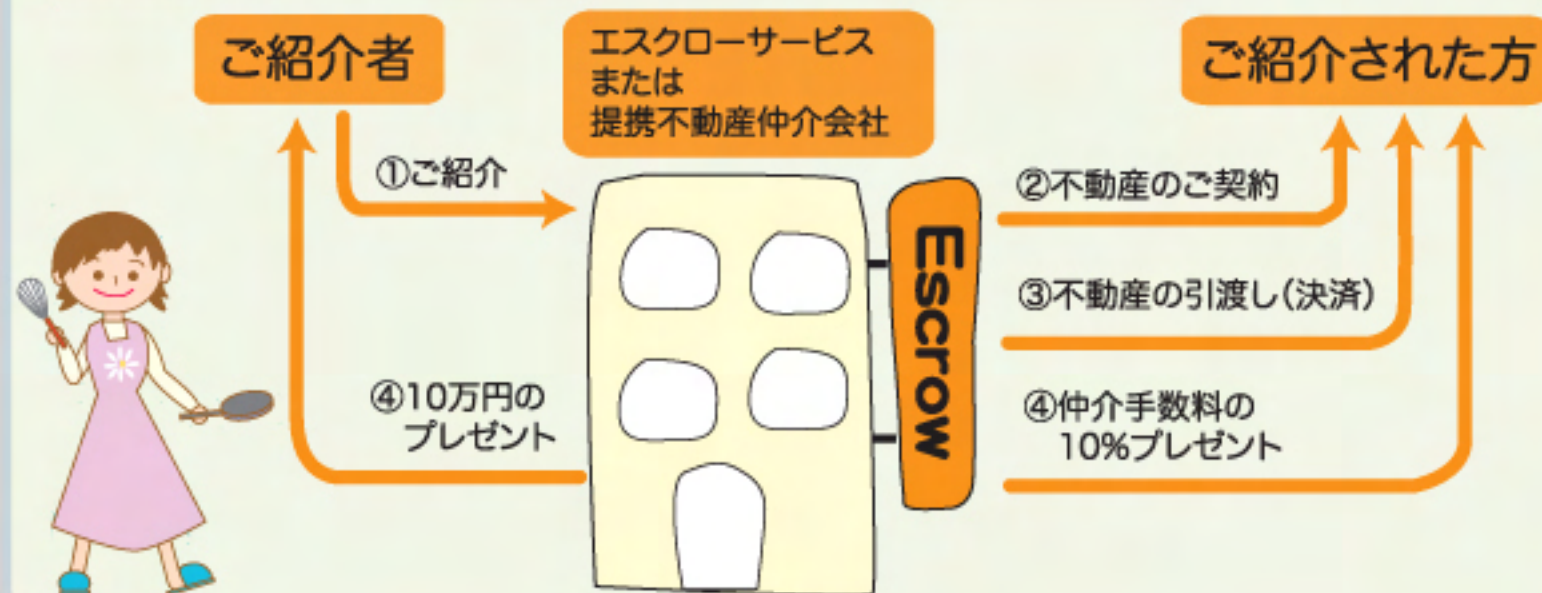 ご紹介者
エスクローサービス
または
提携不動産仲介会社
ご紹介された方
①ご紹介
②不動産のご契約
③不動産の引渡し(決済)
④10万円の
プレゼント
④仲介手数料の
10%プレゼント
Escrow